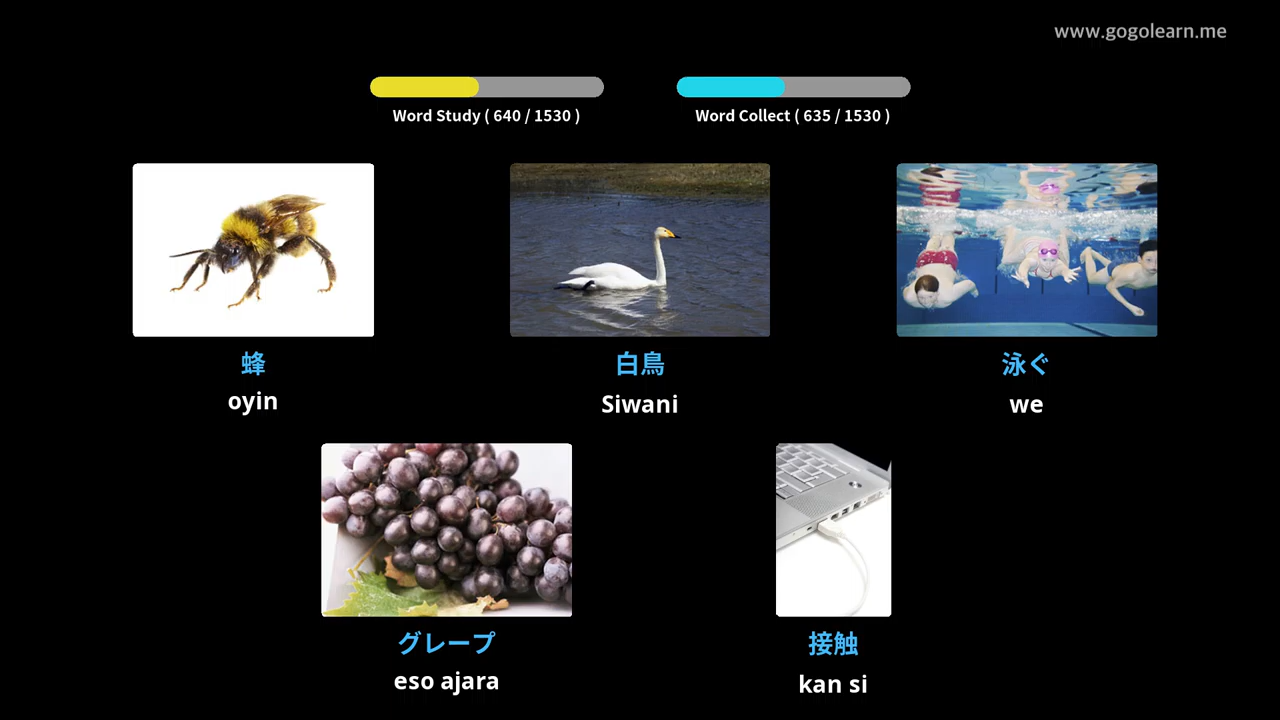 www.gogolearn.me
Word Study ( 640 / 1530 )
Word Collect ( 635 / 1530 )
蜂
oyin
白鳥
Siwani
泳ぐ
we
グレープ
eso ajara
接触
kan si